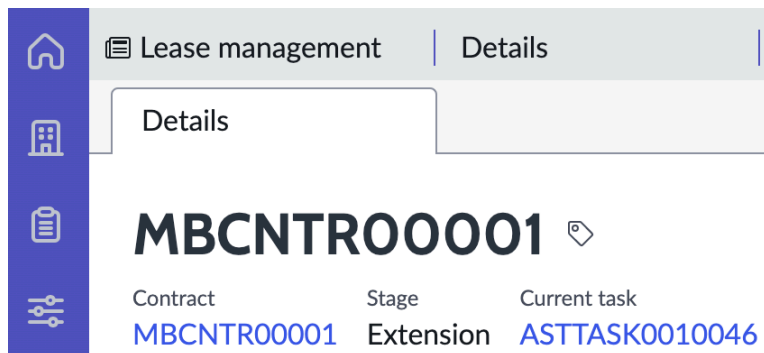 Lease management Details
Details
MBCNTR00001
Contract Stage Current task
MBCNTR00001 Extension ASTTASK0010046